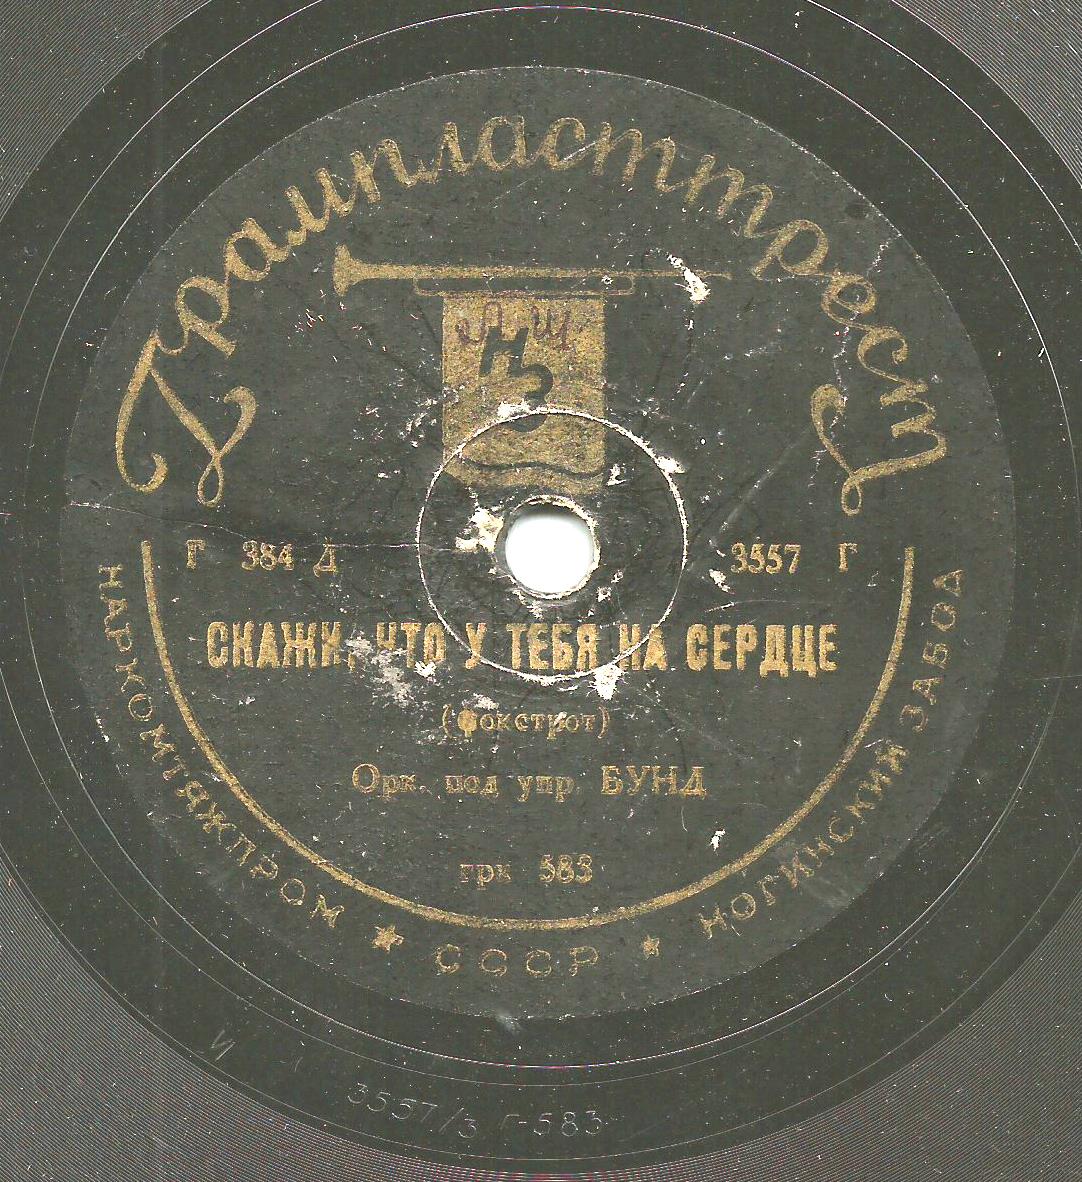 Грампласттрест
НЗ
Г 384 Д
3557 Г
СКАЖИ, ЧТО У ТЕБЯ НА СЕРДЦЕ
(фокстрот)
Орк. под упр. БУНД
грк 583
НАРКОМТЯЖПРОМ ★ СССР ★ НОГИНСКИЙ ЗАВОД
3557/3 Г-583